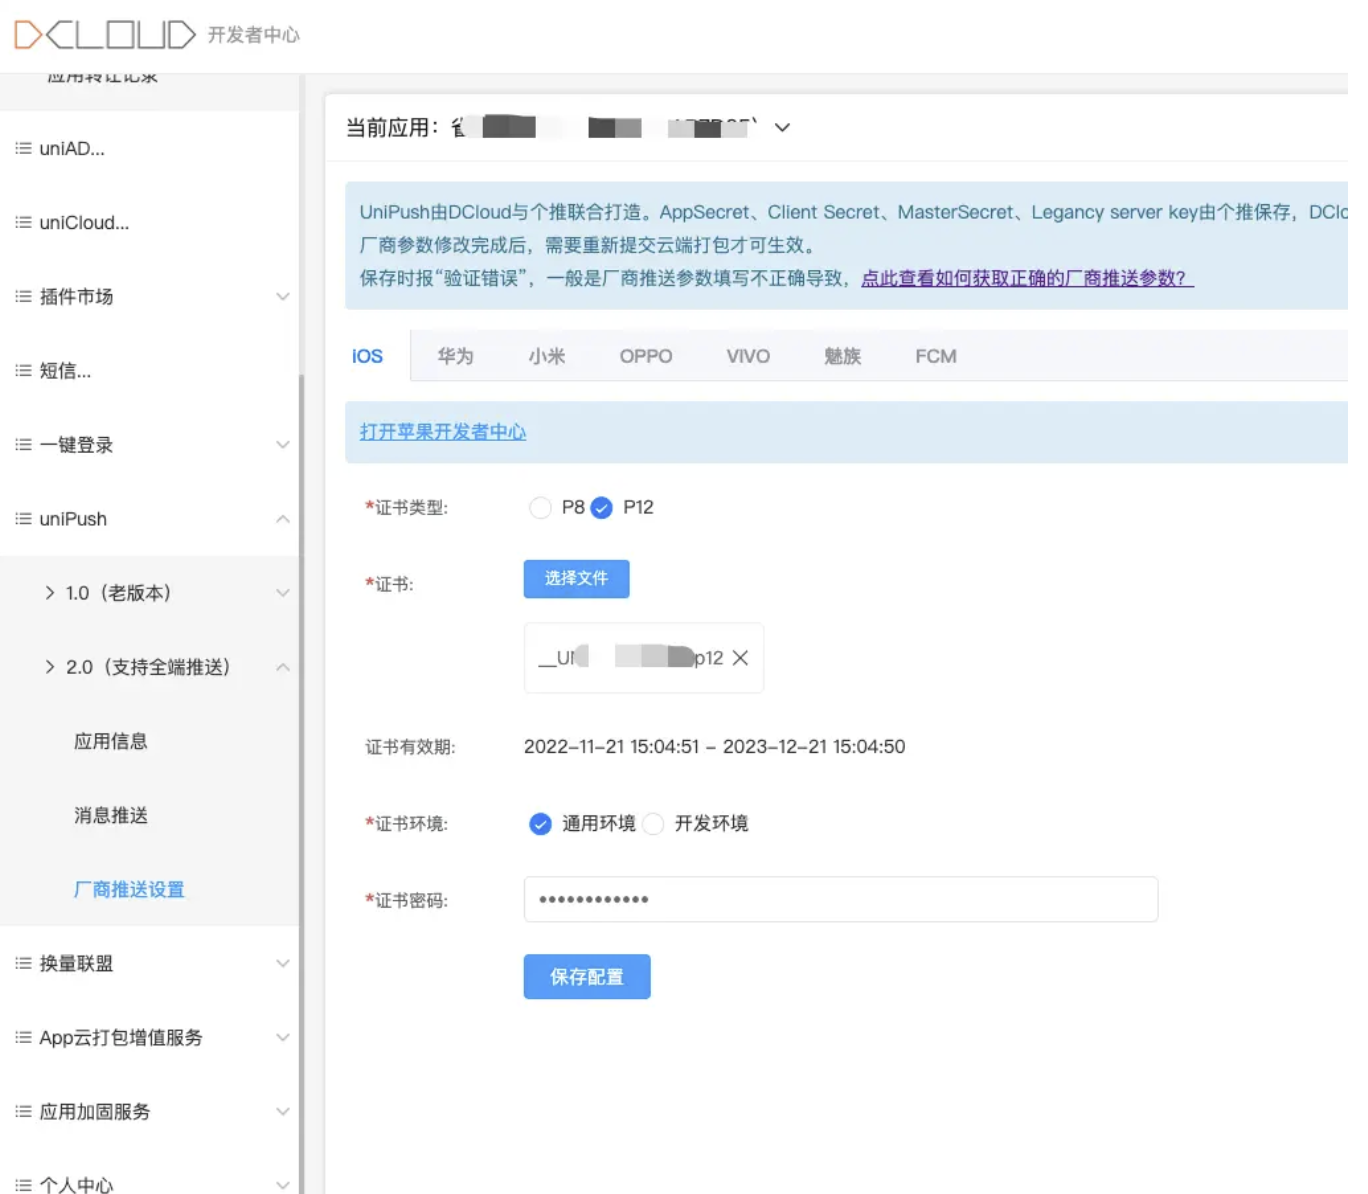 DCLOUD 开发者中心
应用转让记录
uniAD...
uniCloud...
插件市场
短信...
一键登录
uniPush
1.0（老版本）
2.0（支持全端推送）
应用信息
消息推送
厂商推送设置
换量联盟
App云打包增值服务
应用加固服务
个人中心
当前应用：
UniPush由DCloud与个推联合打造。AppSecret、Client Secret、MasterSecret、Legancy server key由个推保存，DClo
厂商参数修改完成后，需要重新提交云端打包才可生效。
保存时报“验证错误”，一般是厂商推送参数填写不正确导致，点此查看如何获取正确的厂商推送参数？
iOS 华为 小米 OPPO VIVO 魅族 FCM
打开苹果开发者中心
*证书类型: P8 P12
*证书: 选择文件
p12
证书有效期: 2022-11-21 15:04:51 - 2023-12-21 15:04:50
*证书环境: 通用环境 开发环境
*证书密码: ••••••••••••
保存配置